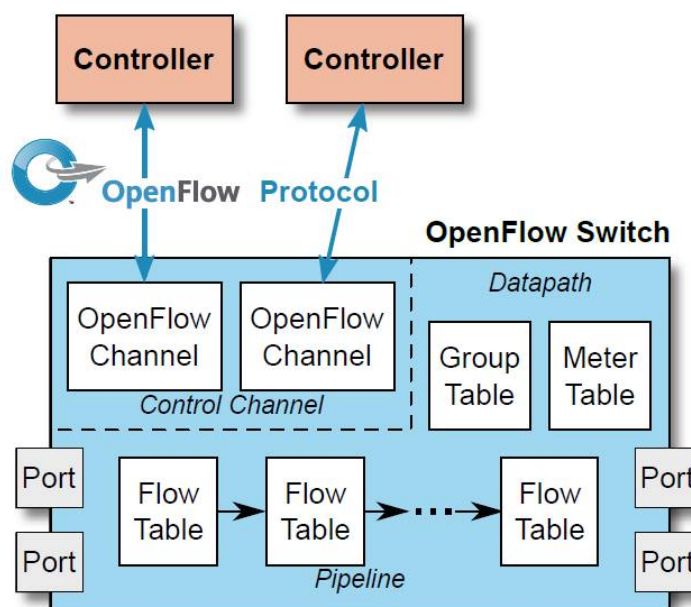 Controller
Controller
OpenFlow Protocol
OpenFlow Switch
Datapath
OpenFlow
Channel
OpenFlow
Channel
Control Channel
Group
Table
Meter
Table
Port
Port
Flow
Table
Flow
Table
Flow
Table
Port
Port
Pipeline